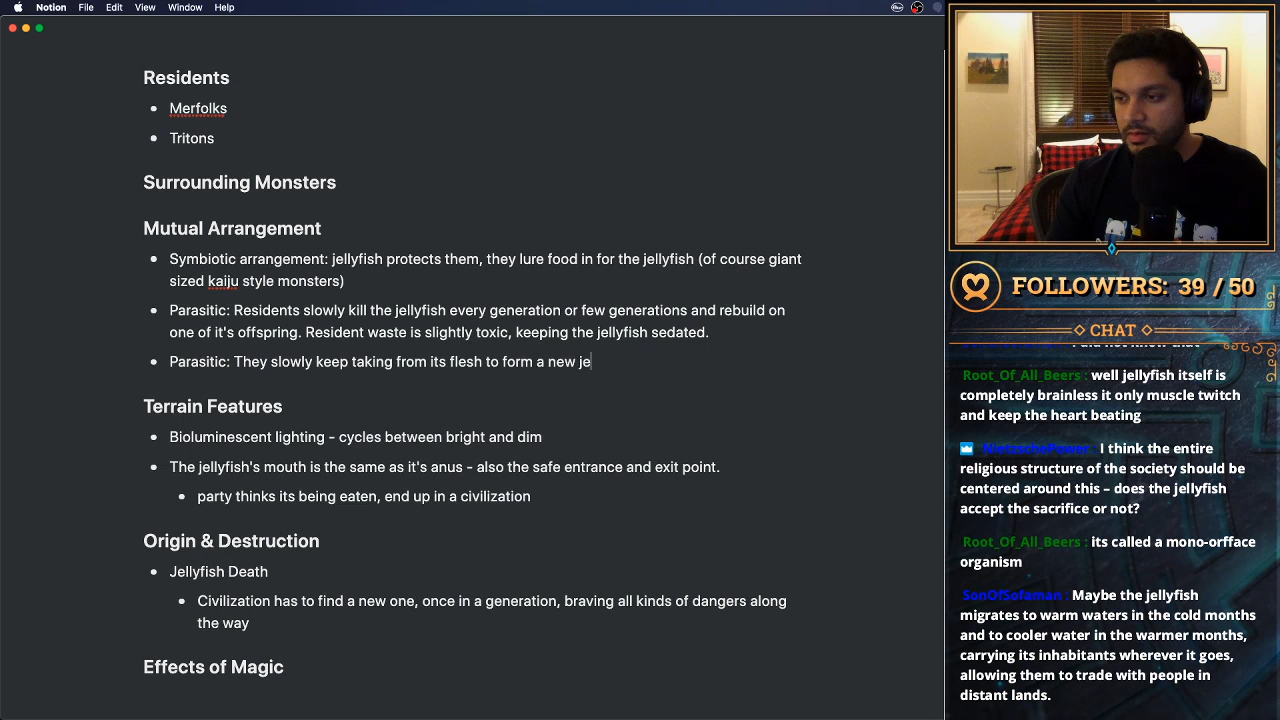 Notion File Edit View Window Help
Residents
Merfolks
Tritons
Surrounding Monsters
Mutual Arrangement
Symbiotic arrangement: jellyfish protects them, they lure food in for the jellyfish (of course giant
sized kaiju style monsters)
Parasitic: Residents slowly kill the jellyfish every generation or few generations and rebuild on
one of it's offspring. Resident waste is slightly toxic, keeping the jellyfish sedated.
Parasitic: They slowly keep taking from its flesh to form a new je
Terrain Features
Bioluminescent lighting - cycles between bright and dim
The jellyfish's mouth is the same as it's anus - also the safe entrance and exit point.
party thinks its being eaten, end up in a civilization
Origin & Destruction
Jellyfish Death
Civilization has to find a new one, once in a generation, braving all kinds of dangers along
the way
Effects of Magic
FOLLOWERS: 39 / 50
CHAT
Root_Of_All_Beers : well jellyfish itself is
completely brainless it only muscle twitch
and keep the heart beating
NietzschePower : I think the entire
religious structure of the society should be
centered around this – does the jellyfish
accept the sacrifice or not?
Root_Of_All_Beers : its called a mono-orfface
organism
SonOfSofaman : Maybe the jellyfish
migrates to warm waters in the cold months
and to cooler water in the warmer months,
carrying its inhabitants wherever it goes,
allowing them to trade with people in
distant lands.